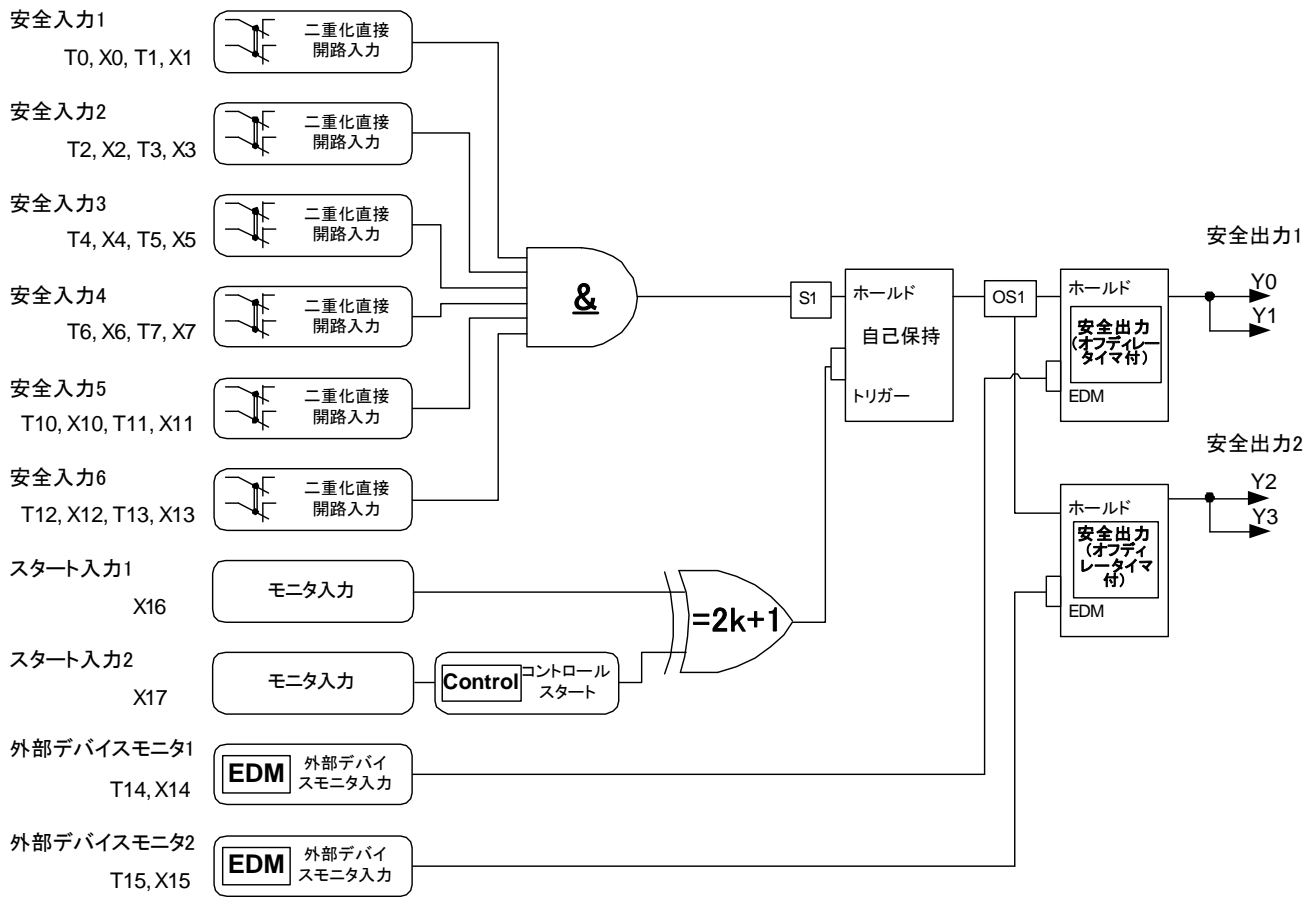 安全入力1
T0, X0, T1, X1
二重化直接
開路入力
安全入力2
T2, X2, T3, X3
二重化直接
開路入力
安全入力3
T4, X4, T5, X5
二重化直接
開路入力
安全入力4
T6, X6, T7, X7
二重化直接
開路入力
安全入力5
T10, X10, T11, X11
二重化直接
開路入力
安全入力6
T12, X12, T13, X13
二重化直接
開路入力
スタート入力1
X16
モニタ入力
スタート入力2
X17
モニタ入力
Control
コントロール
スタート
外部デバイスモニタ1
T14, X14
EDM
外部デバイ
スモニタ入力
外部デバイスモニタ2
T15, X15
EDM
外部デバイ
スモニタ入力
&
=2k+1
S1
ホールド
自己保持
トリガー
OS1
ホールド
安全出力
(オフディレー
タイマ付)
EDM
安全出力1
Y0
Y1
ホールド
安全出力
(オフディ
レータイマ
付)
EDM
安全出力2
Y2
Y3